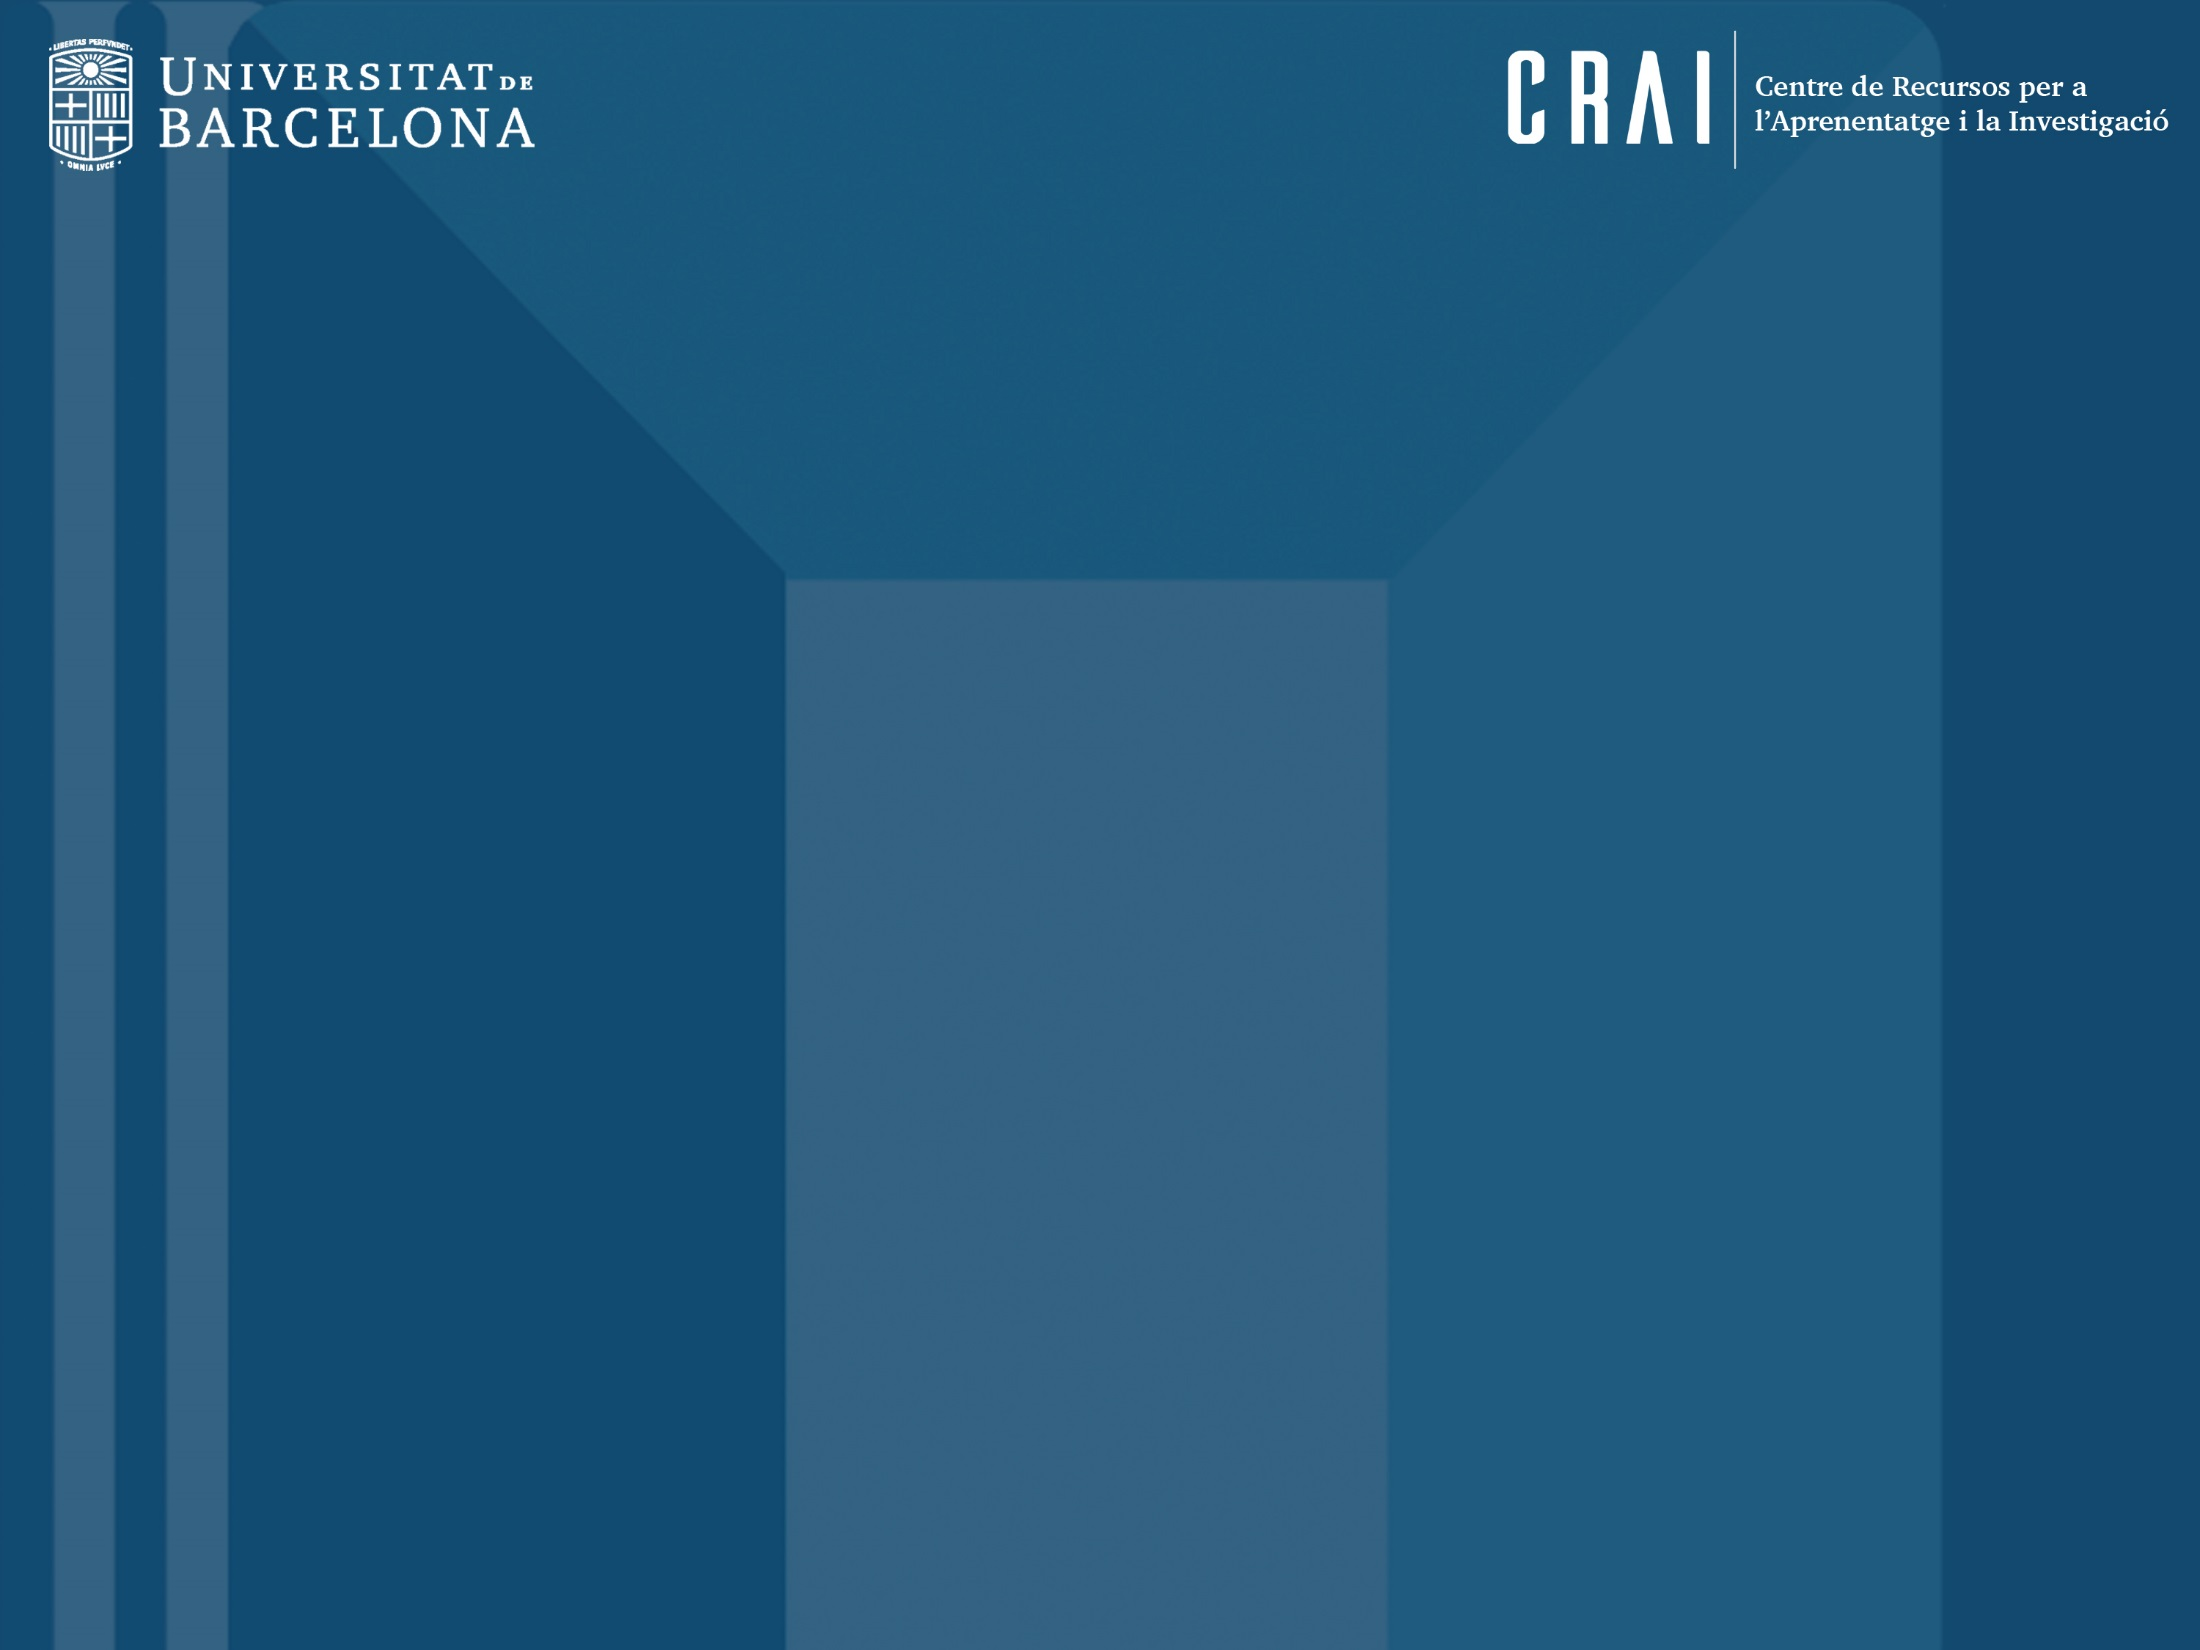 LIBERTAS PERFVNDET
OMNIA LVCE
UNIVERSITAT DE
BARCELONA
CRAI
Centre de Recursos per a
l’Aprenentatge i la Investigació